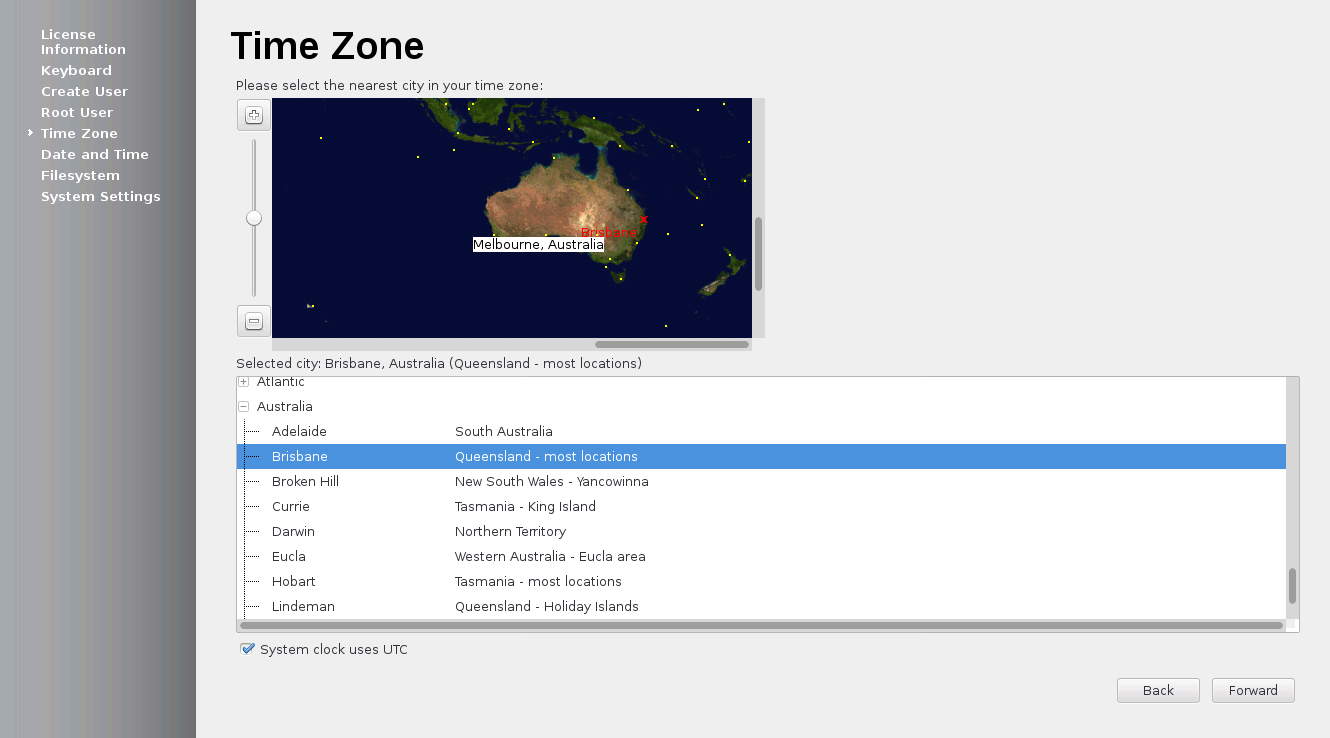 License
Information
Keyboard
Create User
Root User
Time Zone
Date and Time
Filesystem
System Settings
Time Zone
Please select the nearest city in your time zone:
Brisbane
Melbourne, Australia
Selected city: Brisbane, Australia (Queensland - most locations)
Atlantic
Australia
Adelaide South Australia
Brisbane Queensland - most locations
Broken Hill New South Wales - Yancowinna
Currie Tasmania - King Island
Darwin Northern Territory
Eucla Western Australia - Eucla area
Hobart Tasmania - most locations
Lindeman Queensland - Holiday Islands
System clock uses UTC
Back Forward